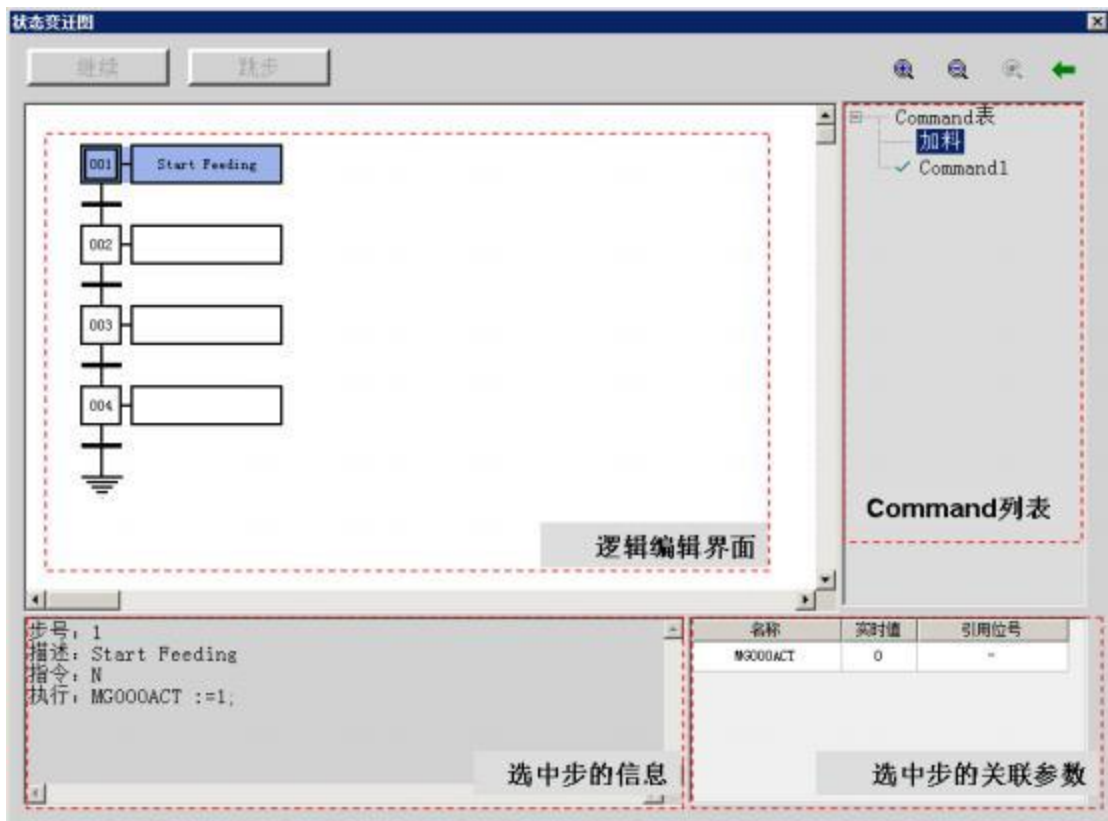 状态变迁图
继续 跳步
Command表
加料
Command1
001 Start Feeding
002
003
004
Command列表
逻辑编辑界面
步号: 1
描述: Start Feeding
指令: N
执行: MG000ACT :=1;
选中步的信息
名称 实时值 引用位号
MG000ACT 0 -
选中步的关联参数